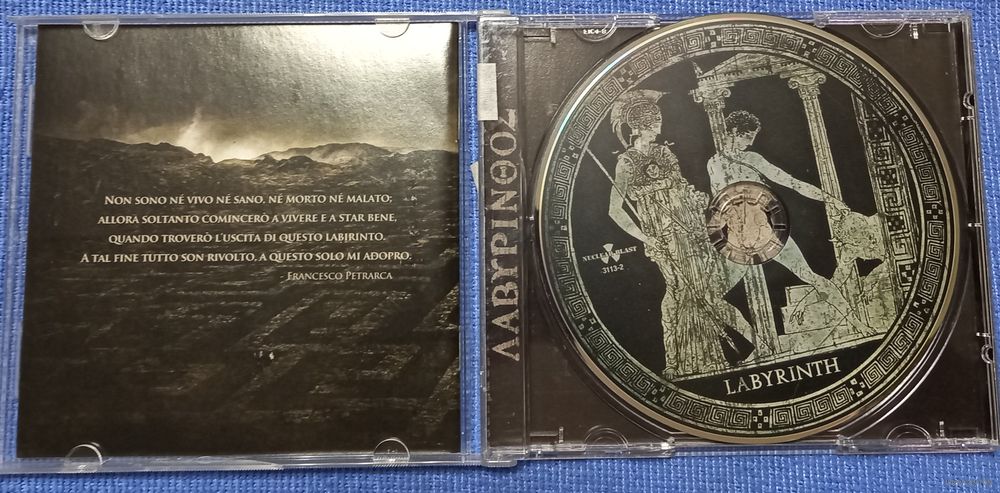 NON SONO NÉ VIVO NÉ SANO, NÉ MORTO NÉ MALATO;
ALLORA SOLTANTO COMINCERÒ A VIVERE E A STAR BENE,
QUANDO TROVERÒ L'USCITA DI QUESTO LABIRINTO.
A TAL FINE TUTTO SON RIVOLTO, A QUESTO SOLO MI ADOPRO.
- FRANCESCO PETRARCA
ΛΑΒΥΡΙΝΘΟΣ
NUCLEAR BLAST
3113-2
LABYRINTH